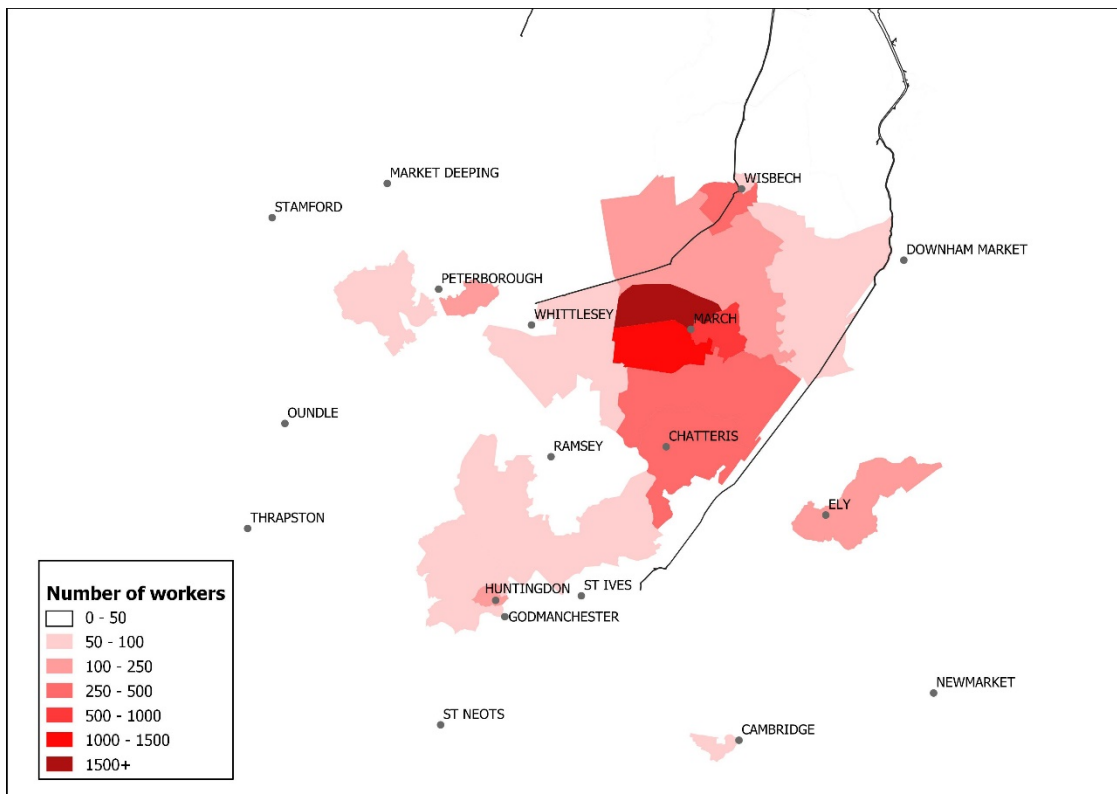 MARKET DEEPING
WISBECH
STAMFORD
DOWNHAM MARKET
PETERBOROUGH
WHITTLESEY
MARCH
OUNDLE
RAMSEY
CHATTERIS
THRAPSTON
ELY
HUNTINGDON
ST IVES
GODMANCHESTER
NEWMARKET
ST NEOTS
CAMBRIDGE
Number of workers
0 - 50
50 - 100
100 - 250
250 - 500
500 - 1000
1000 - 1500
1500+